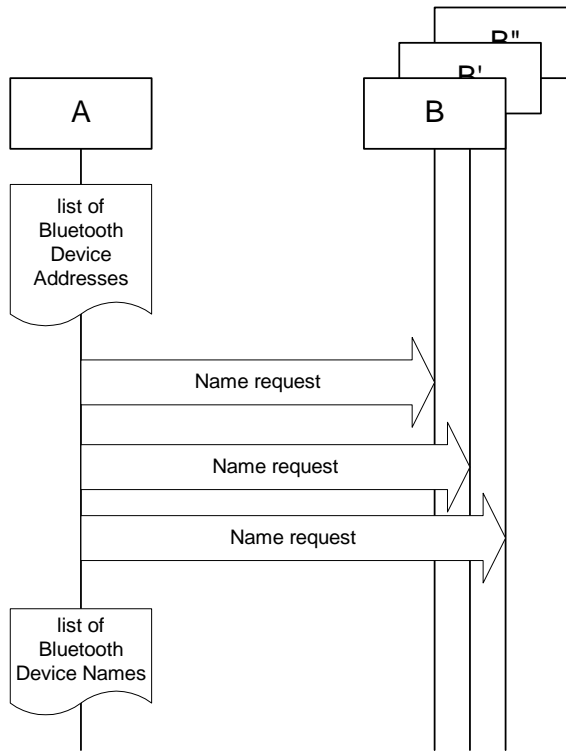 B"
B'
A
B
list of
Bluetooth
Device
Addresses
Name request
Name request
Name request
list of
Bluetooth
Device Names